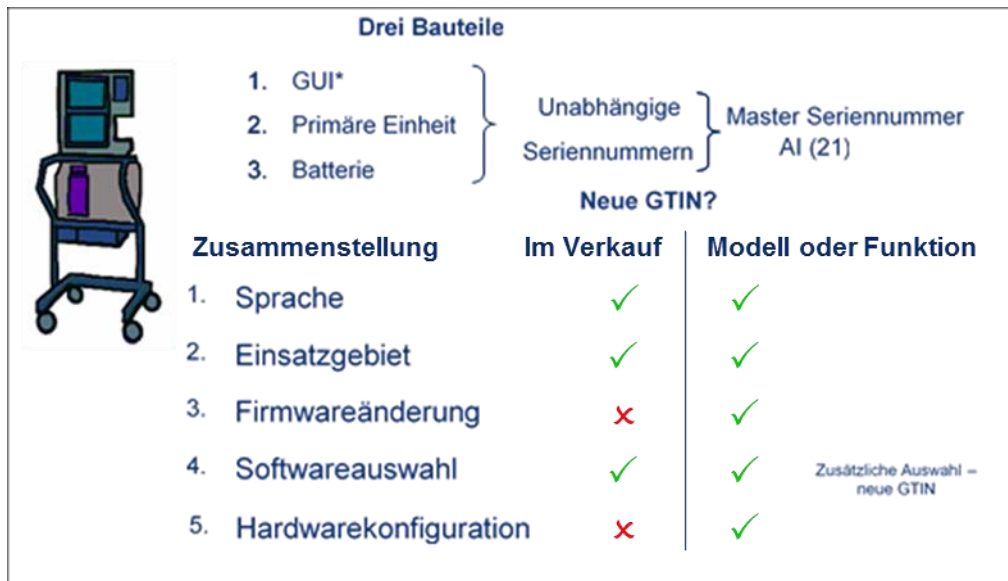 Drei Bauteile
1. GUI*
2. Primäre Einheit
3. Batterie
Unabhängige
Seriennummern
Master Seriennummer
AI (21)
Neue GTIN?
Zusammenstellung Im Verkauf Modell oder Funktion
1. Sprache
2. Einsatzgebiet
3. Firmwareänderung
4. Softwareauswahl
Zusätzliche Auswahl –
neue GTIN
5. Hardwarekonfiguration